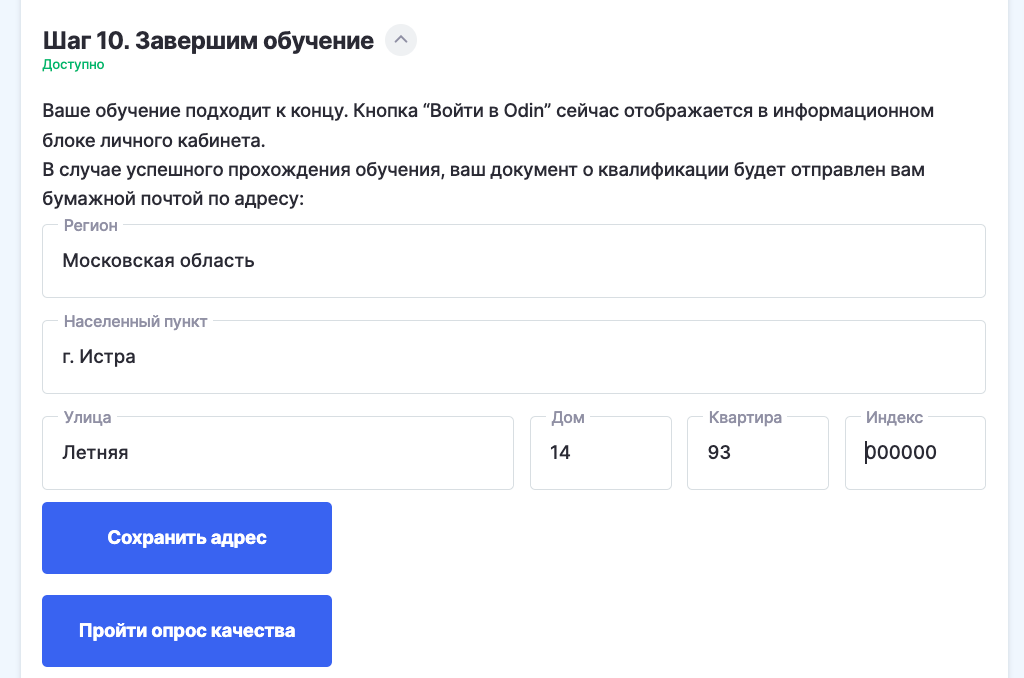 Шаг 10. Завершим обучение
Доступно
Ваше обучение подходит к концу. Кнопка “Войти в Odin” сейчас отображается в информационном
блоке личного кабинета.
В случае успешного прохождения обучения, ваш документ о квалификации будет отправлен вам
бумажной почтой по адресу:
Регион
Московская область
Населенный пункт
г. Истра
Улица
Летняя
Дом
14
Квартира
93
Индекс
000000
Сохранить адрес
Пройти опрос качества